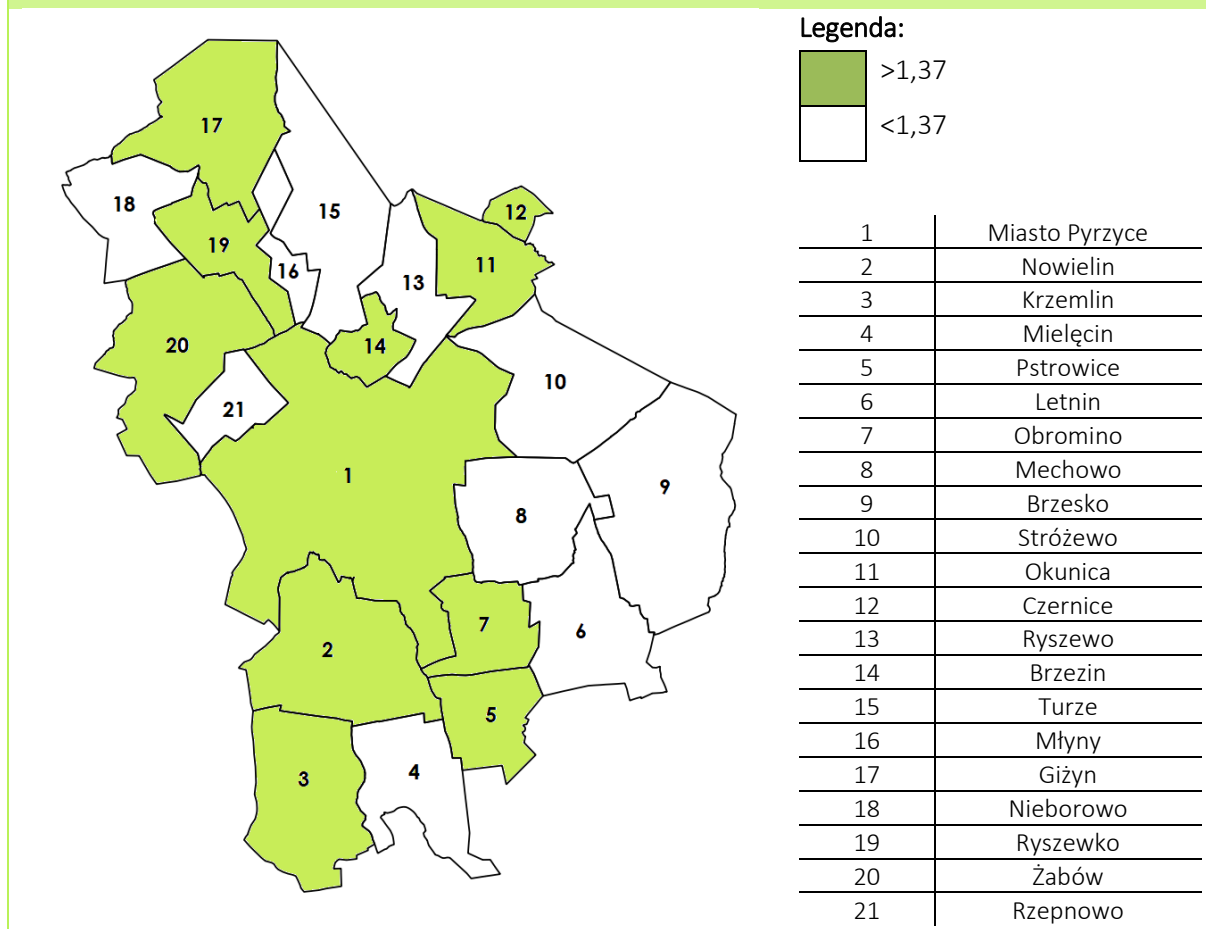 Legenda:
>1,37
<1,37
17
18
15
12
19
16
13
11
14
20
10
21
1
9
8
7
6
2
5
4
3
1 Miasto Pyrzyce
2 Nowielin
3 Krzemlin
4 Mielęcin
5 Pstrowice
6 Letnin
7 Obromino
8 Mechowo
9 Brzesko
10 Stróżewo
11 Okunica
12 Czernice
13 Ryszewo
14 Brzezin
15 Turze
16 Młyny
17 Giżyn
18 Nieborowo
19 Ryszewko
20 Żabów
21 Rzepnowo